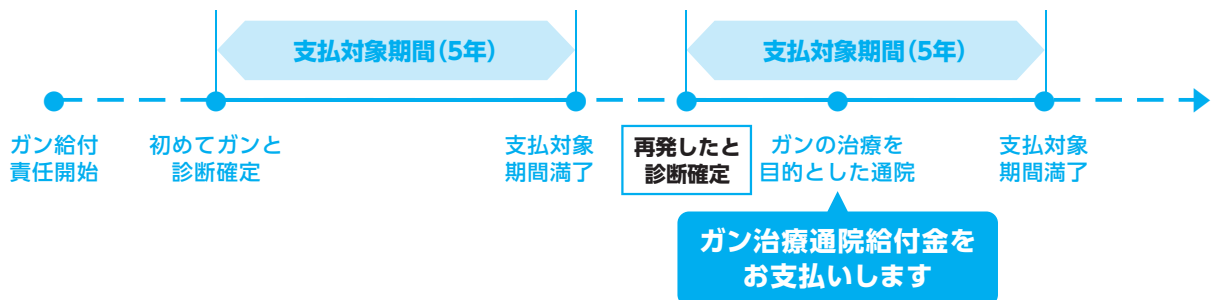 支払対象期間(5年)
支払対象期間(5年)
ガン給付
責任開始
初めてガンと
診断確定
支払対象
期間満了
再発したと
診断確定
ガンの治療を
目的とした通院
支払対象
期間満了
ガン治療通院給付金を
お支払いします